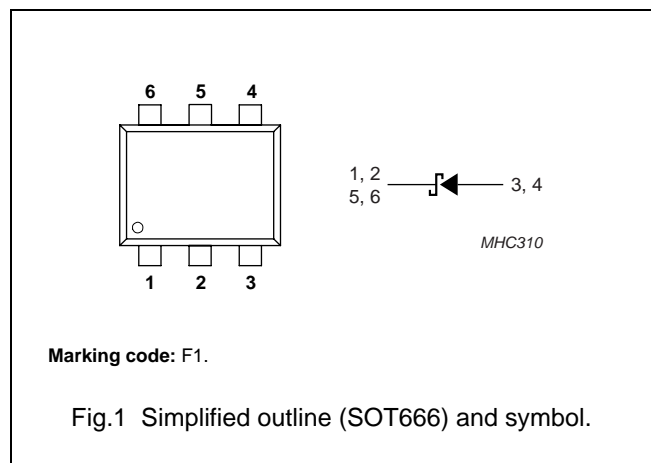 6 5 4
1, 2
5, 6
3, 4
MHC310
1 2 3
Marking code: F1.
Fig.1 Simplified outline (SOT666) and symbol.